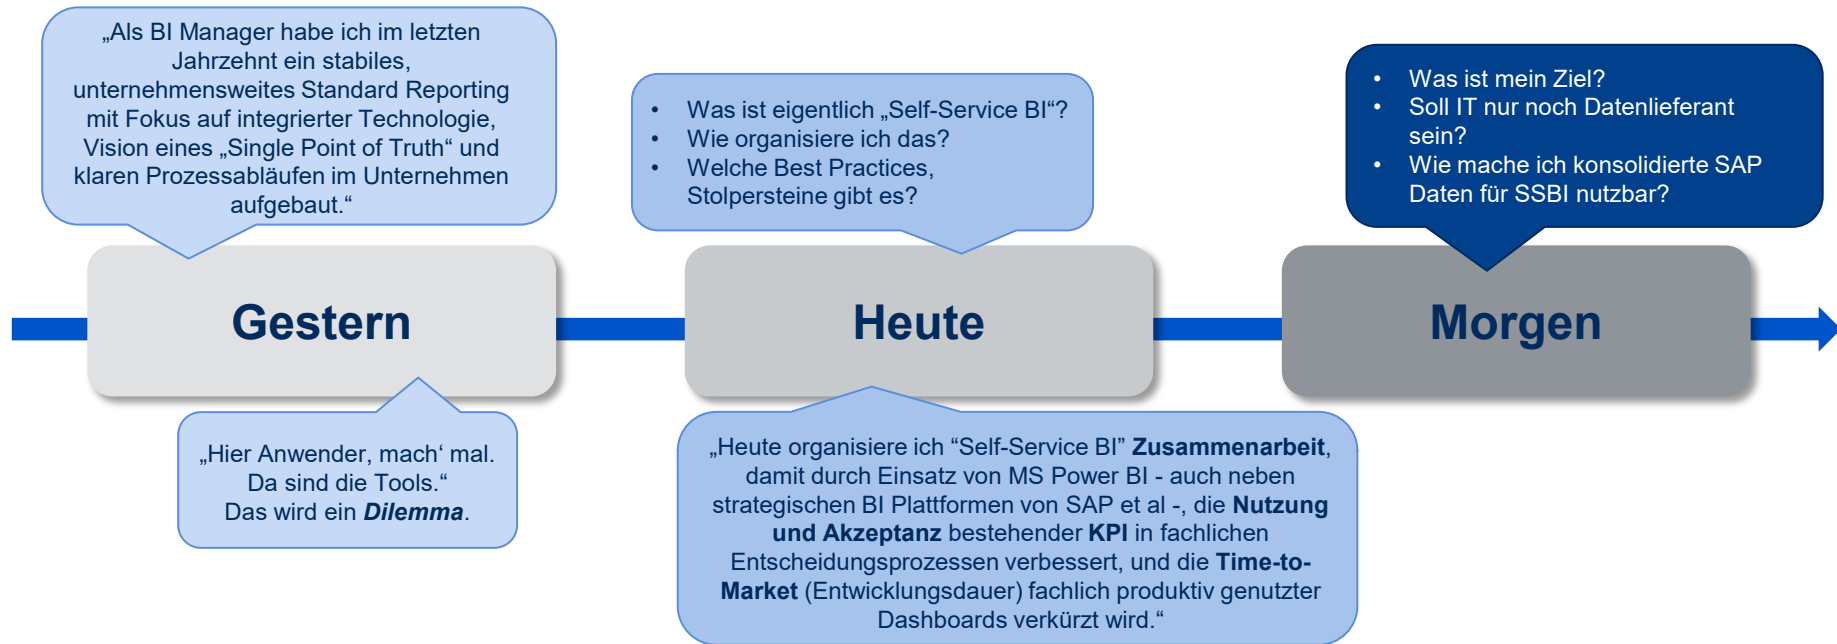 „Als BI Manager habe ich im letzten
Jahrzehnt ein stabiles,
unternehmensweites Standard Reporting
mit Fokus auf integrierter Technologie,
Vision eines „Single Point of Truth“ und
klaren Prozessabläufen im Unternehmen
aufgebaut.“
• Was ist eigentlich „Self-Service BI“?
• Wie organisiere ich das?
• Welche Best Practices,
Stolpersteine gibt es?
• Was ist mein Ziel?
• Soll IT nur noch Datenlieferant
sein?
• Wie mache ich konsolidierte SAP
Daten für SSBI nutzbar?
Gestern
Heute
Morgen
„Hier Anwender, mach‘ mal.
Da sind die Tools.“
Das wird ein Dilemma.
„Heute organisiere ich “Self-Service BI” Zusammenarbeit,
damit durch Einsatz von MS Power BI - auch neben
strategischen BI Plattformen von SAP et al -, die Nutzung
und Akzeptanz bestehender KPI in fachlichen
Entscheidungsprozessen verbessert, und die Time-to-
Market (Entwicklungsdauer) fachlich produktiv genutzter
Dashboards verkürzt wird.“